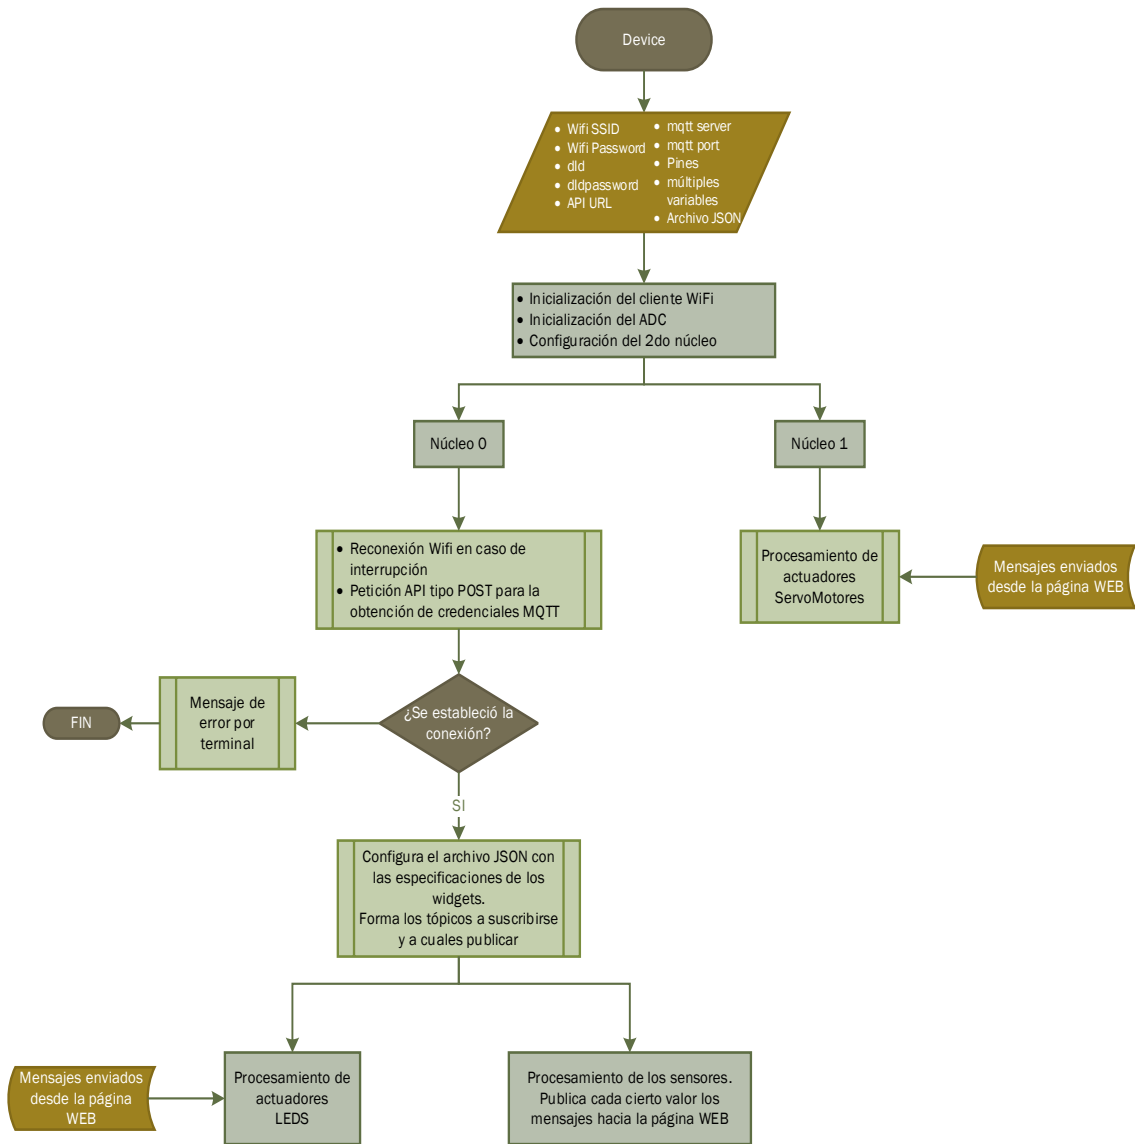 Device
• Wifi SSID
• Wifi Password
• dId
• dIdpassword
• API URL
• mqtt server
• mqtt port
• Pines
• múltiples
variables
• Archivo JSON
• Inicialización del cliente WiFi
• Inicialización del ADC
• Configuración del 2do núcleo
Núcleo 0
Núcleo 1
• Reconexión Wifi en caso de
interrupción
• Petición API tipo POST para la
obtención de credenciales MQTT
Procesamiento de
actuadores
ServoMotores
Mensajes enviados
desde la página WEB
¿Se estableció la
conexión?
Mensaje de
error por
terminal
FIN
SI
Configura el archivo JSON con
las especificaciones de los
widgets.
Forma los tópicos a suscribirse
y a cuales publicar
Mensajes enviados
desde la página
WEB
Procesamiento de
actuadores
LEDS
Procesamiento de los sensores.
Publica cada cierto valor los
mensajes hacia la página WEB